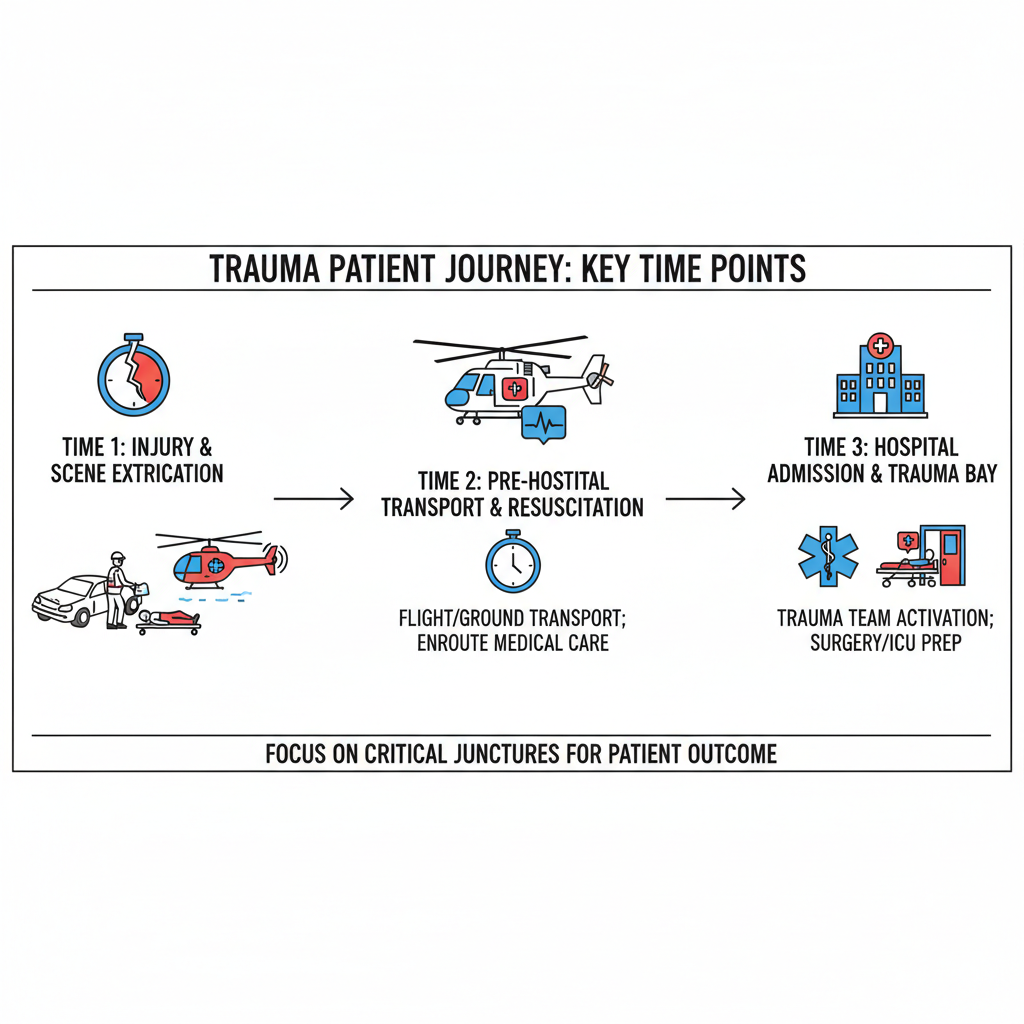 TRAUMA PATIENT JOURNEY: KEY TIME POINTS
TIME 1: INJURY &
SCENE EXTRICATION
TIME 2: PRE-HOSTITAL
TRANSPORT & RESUSCITATION
FLIGHT/GROUND TRANSPORT;
ENROUTE MEDICAL CARE
TIME 3: HOSPITAL
ADMISSION & TRAUMA BAY
TRAUMA TEAM ACTIVATION;
SURGERY/ICU PREP
FOCUS ON CRITICAL JUNCTURES FOR PATIENT OUTCOME